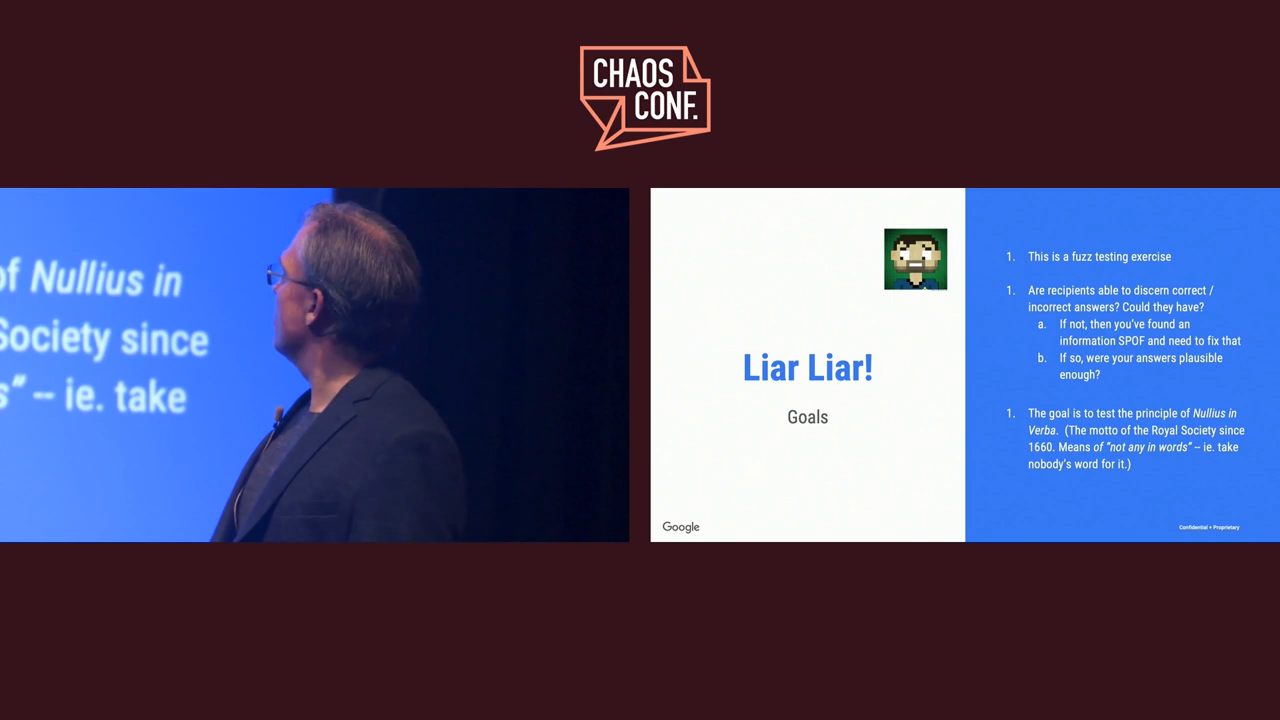 CHAOS
CONF.
of Nullius in
Society since
s” -- ie. take
Liar Liar!
Goals
Google
1. This is a fuzz testing exercise
1. Are recipients able to discern correct /
incorrect answers? Could they have?
a. If not, then you’ve found an
information SPOF and need to fix that
b. If so, were your answers plausible
enough?
1. The goal is to test the principle of Nullius in
Verba. (The motto of the Royal Society since
1660. Means of “not any in words” -- ie. take
nobody’s word for it.)
Confidential + Proprietary